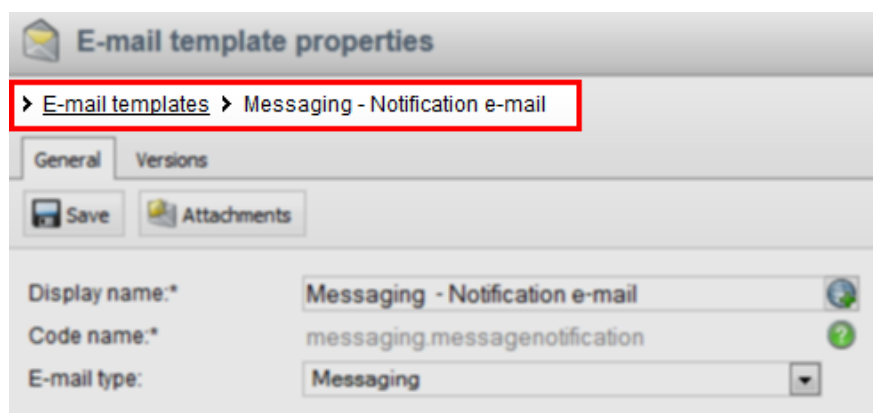 E-mail template properties
> E-mail templates > Messaging - Notification e-mail
General Versions
Save Attachments
Display name:* Messaging - Notification e-mail
Code name:* messaging.messagenotification
E-mail type: Messaging